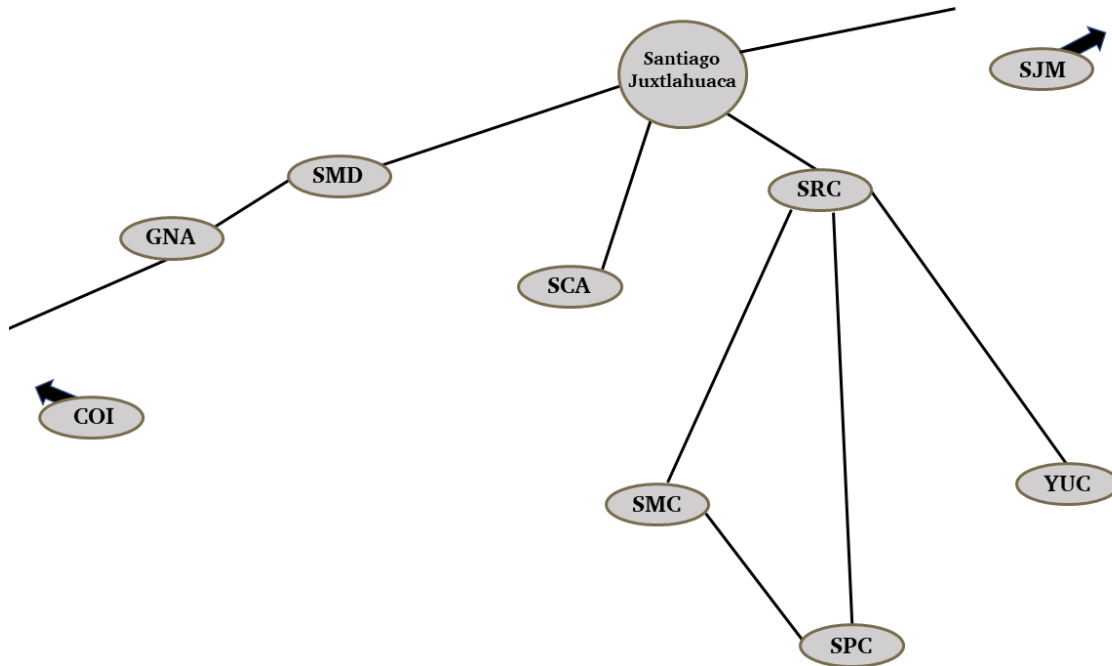 Santiago
Juxtlahuaca
SJM
SMD
SRC
GNA
SCA
COI
SMC
YUC
SPC